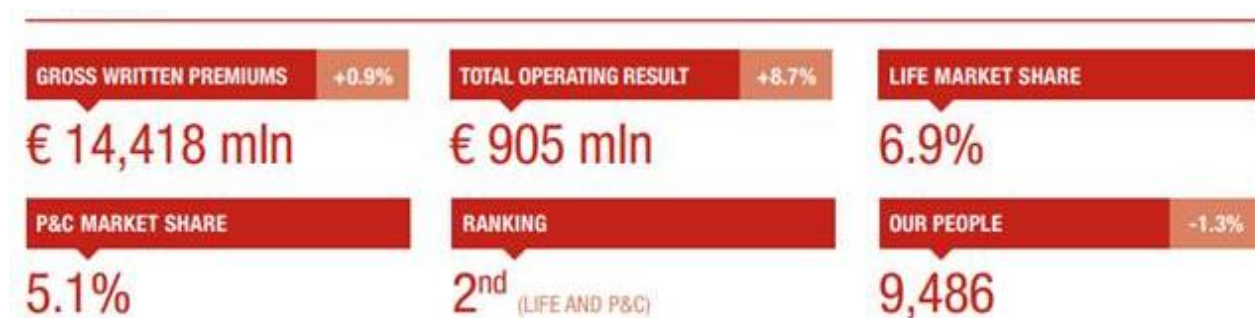 GROSS WRITTEN PREMIUMS +0.9%
€ 14,418 mln
TOTAL OPERATING RESULT +8.7%
€ 905 mln
LIFE MARKET SHARE
6.9%
P&C MARKET SHARE
5.1%
RANKING
2nd (LIFE AND P&C)
OUR PEOPLE -1.3%
9,486